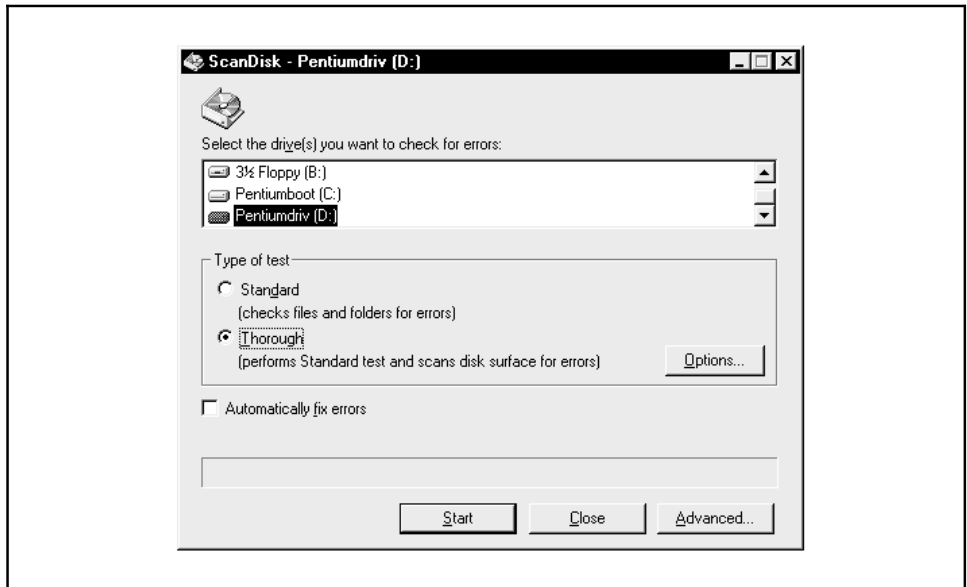 ScanDisk - Pentiumdriv (D:)
Select the drive(s) you want to check for errors:
3½ Floppy (B:)
Pentiumboot (C:)
Pentiumdriv (D:)
Type of test
Standard
(checks files and folders for errors)
Thorough
(performs Standard test and scans disk surface for errors)
Options...
Automatically fix errors
Start Close Advanced...